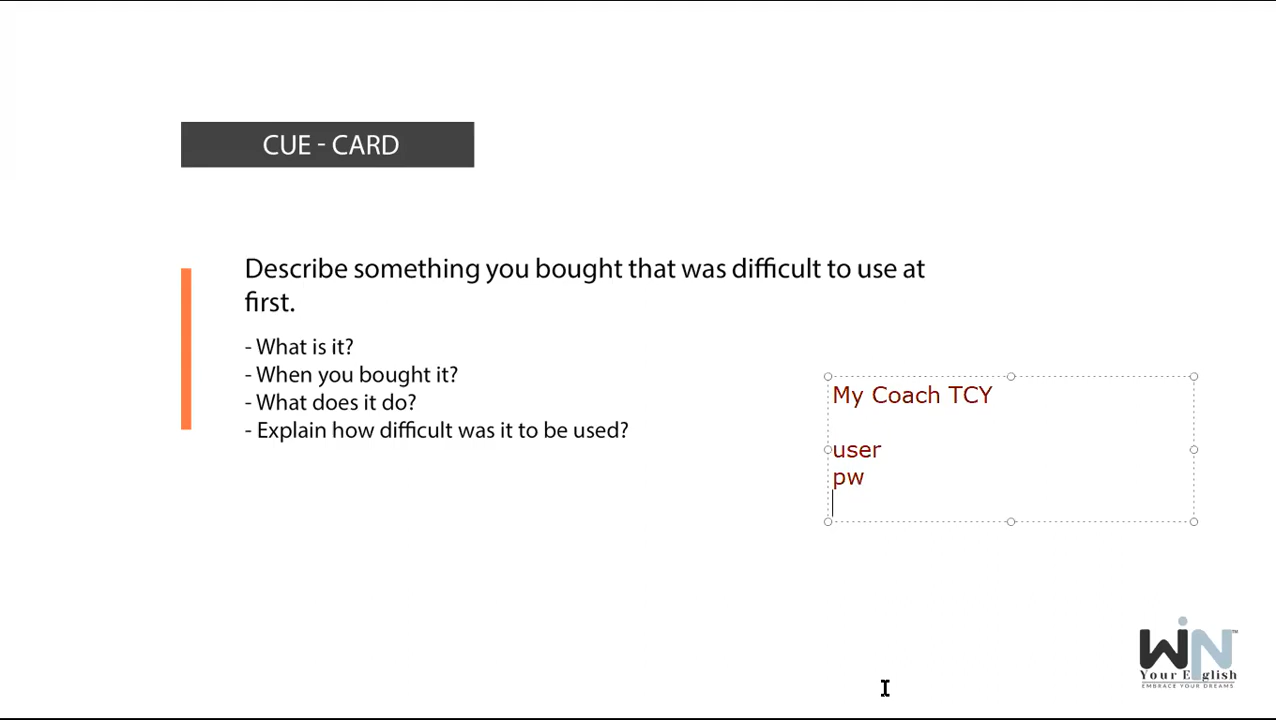 CUE - CARD
Describe something you bought that was difficult to use at
first.
- What is it?
- When you bought it?
- What does it do?
- Explain how difficult was it to be used?
My Coach TCY
user
pw
WiN™
Your English
EMBRACE YOUR DREAMS